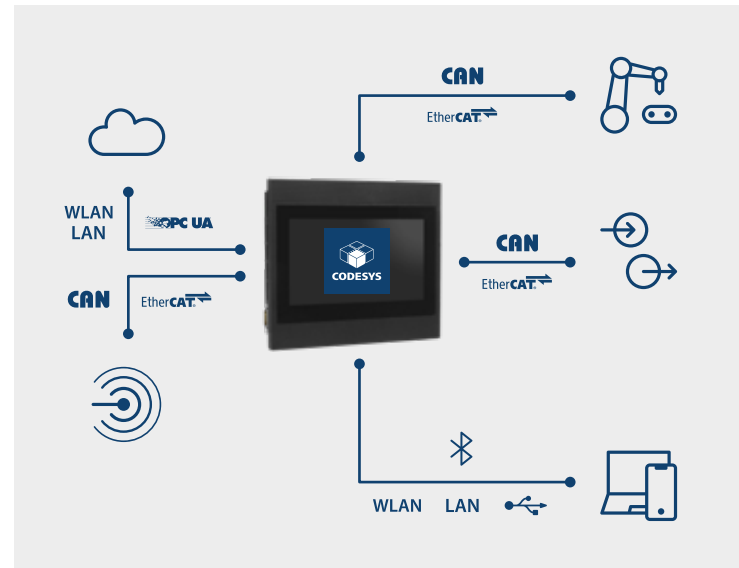 CAN
EtherCAT
WLAN
LAN
OPC UA
CODESYS
CAN
EtherCAT
CAN
EtherCAT
WLAN LAN